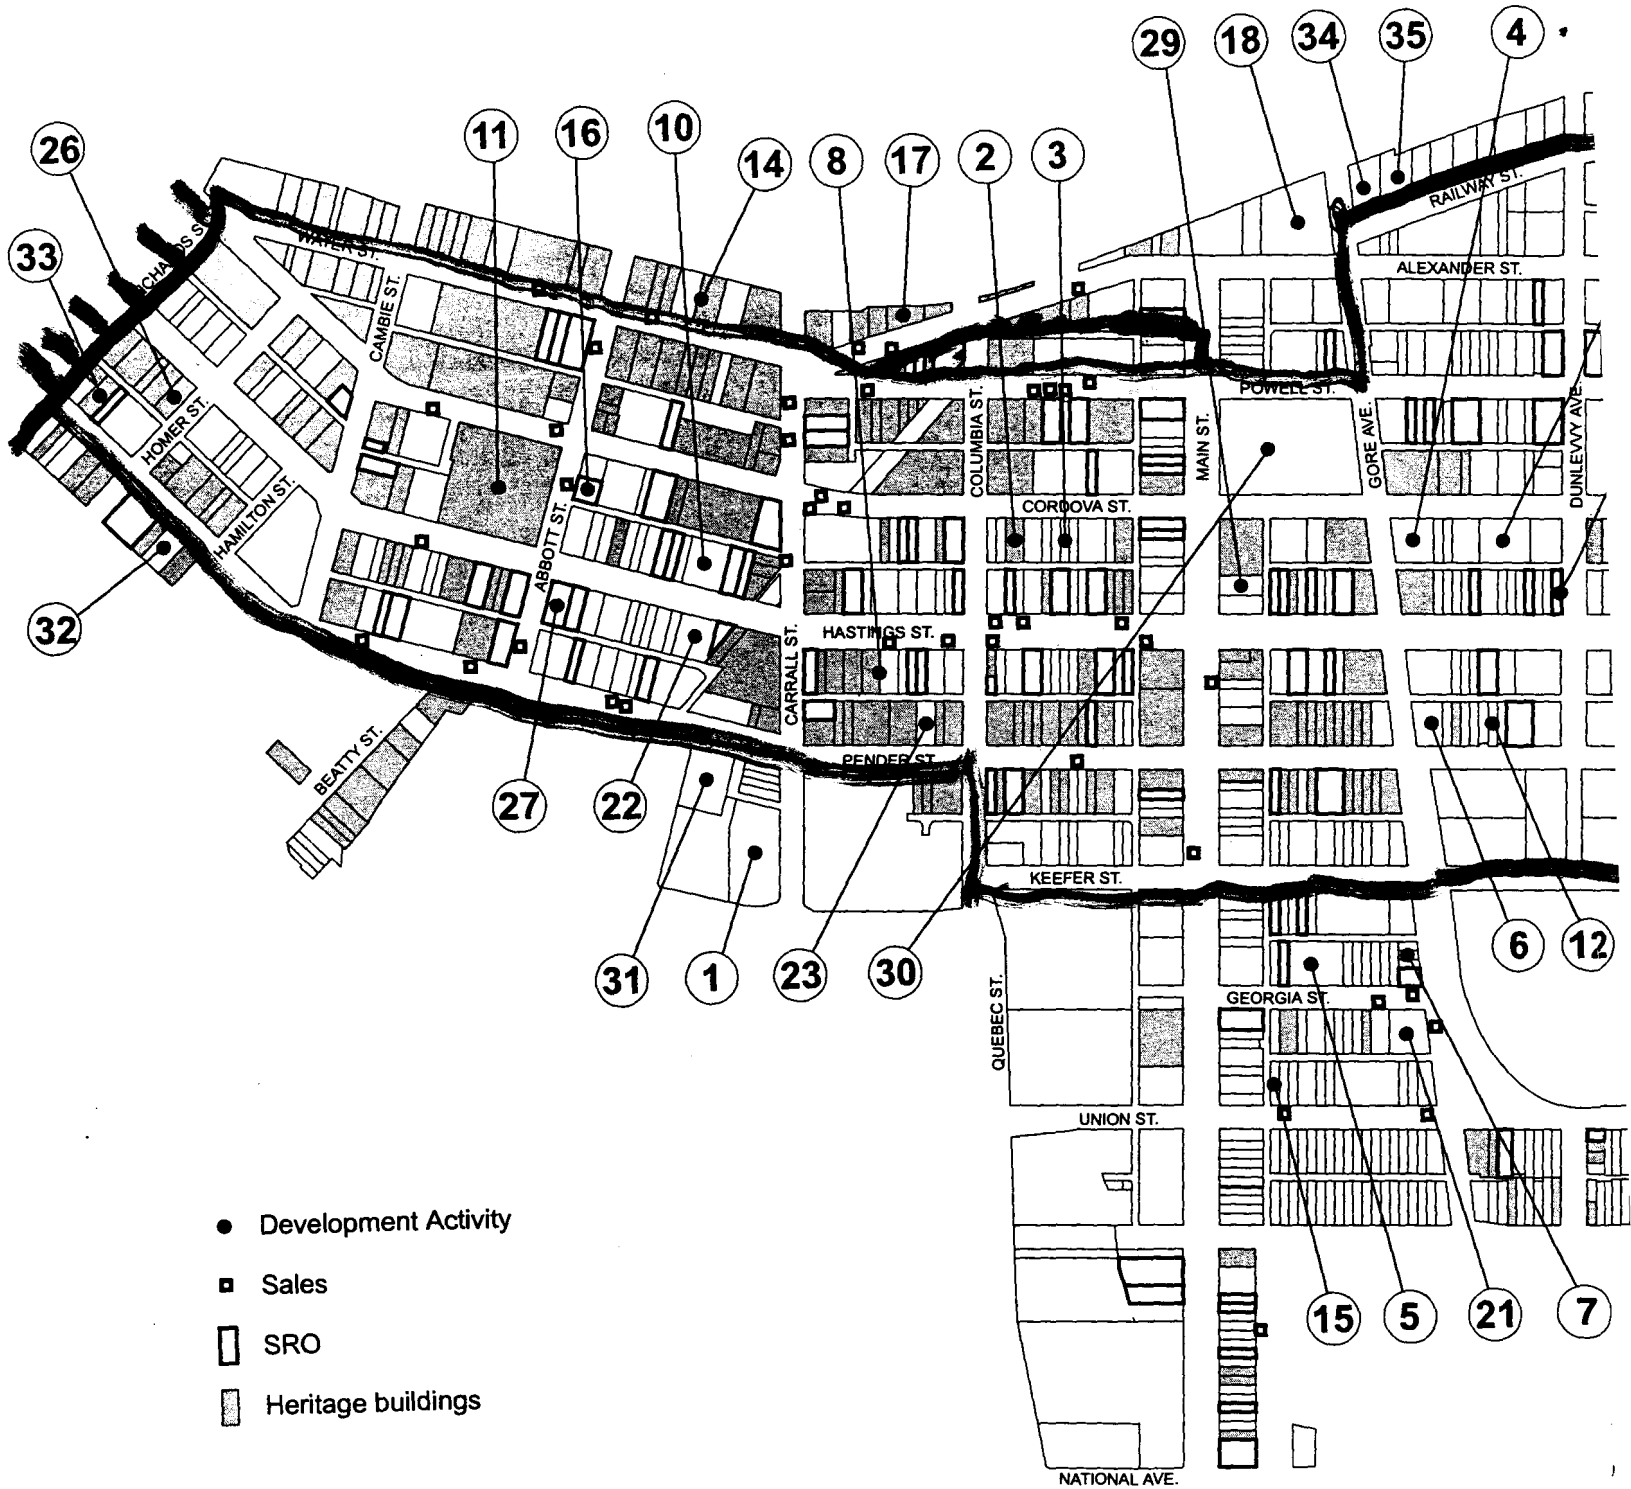 29 18 34 35 4
26 11 16 10 14 8 17 2 3
33
RAILWAY ST.
WATER ST.
ALEXANDER ST.
CAMBIE ST.
POWELL ST.
HOMER ST.
COLUMBIA ST.
MAIN ST.
GORE AVE.
DUNLEVVY AVE.
HAMILTON ST.
CORDOVA ST.
ABBOTT ST.
32
HASTINGS ST.
CARRALL ST.
BEATTY ST.
PENDER ST.
27 22
KEEFER ST.
31 1 23 30 6 12
QUEBEC ST.
GEORGIA ST.
UNION ST.
Development Activity
Sales
SRO
Heritage buildings
15 5 21 7
NATIONAL AVE.